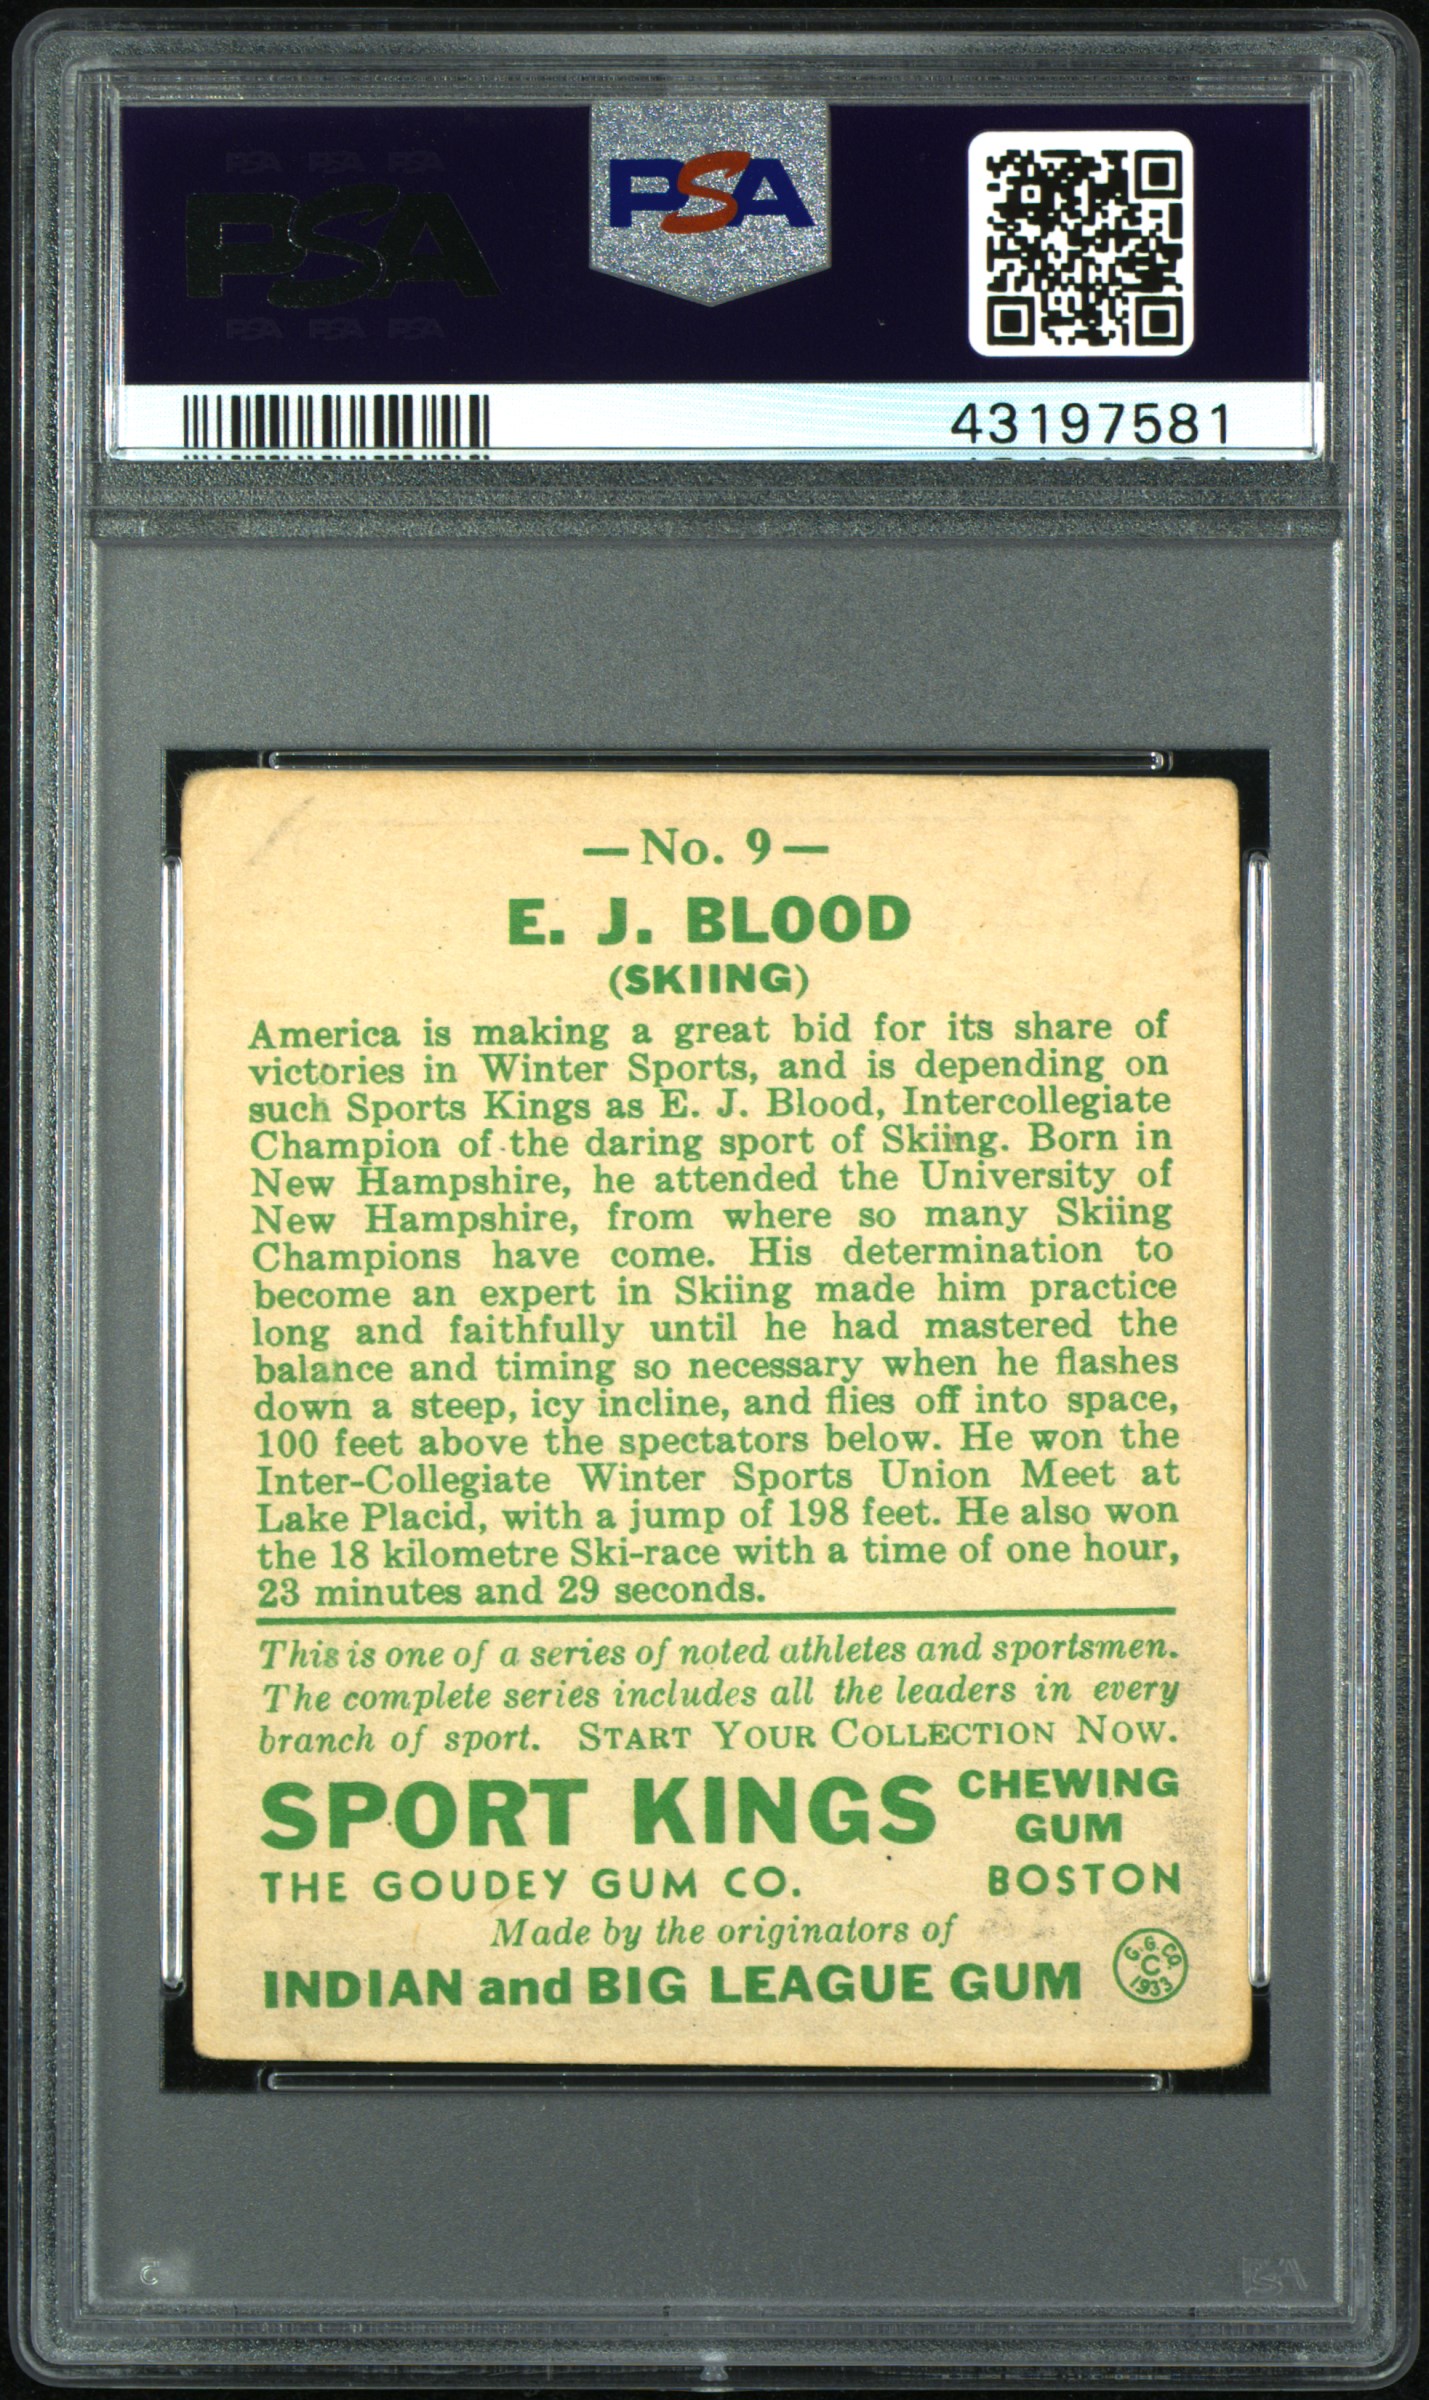 PSA PSA PSA
PSA
PSA PSA PSA
PSA
43197581
—No. 9—
E. J. BLOOD
(SKIING)
America is making a great bid for its share of
victories in Winter Sports, and is depending on
such Sports Kings as E. J. Blood, Intercollegiate
Champion of the daring sport of Skiing. Born in
New Hampshire, he attended the University of
New Hampshire, from where so many Skiing
Champions have come. His determination to
become an expert in Skiing made him practice
long and faithfully until he had mastered the
balance and timing so necessary when he flashes
down a steep, icy incline, and flies off into space,
100 feet above the spectators below. He won the
Inter-Collegiate Winter Sports Union Meet at
Lake Placid, with a jump of 198 feet. He also won
the 18 kilometre Ski-race with a time of one hour,
23 minutes and 29 seconds.
This is one of a series of noted athletes and sportsmen.
The complete series includes all the leaders in every
branch of sport. START YOUR COLLECTION NOW.
SPORT KINGS CHEWING GUM
THE GOUDEY GUM CO. BOSTON
Made by the originators of
INDIAN and BIG LEAGUE GUM
G. G. CO.
C
1933
C
PSA